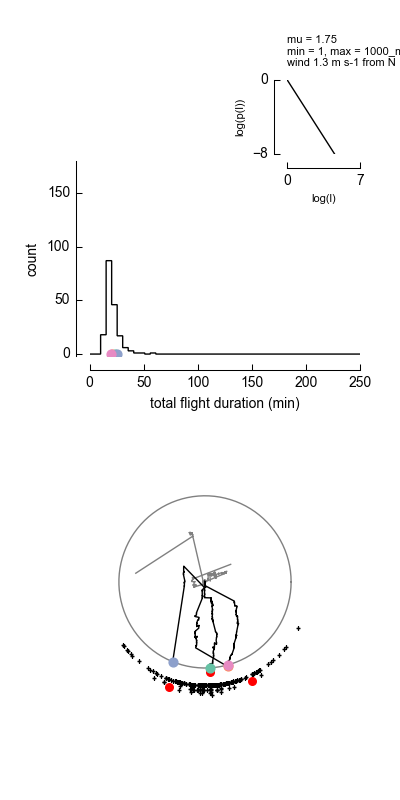 mu = 1.75
min = 1, max = 1000_m
wind 1.3 m s-1 from N
0
log(p(l))
−8
0
7
log(l)
150
100
50
0
count
0
50
100
150
200
250
total flight duration (min)